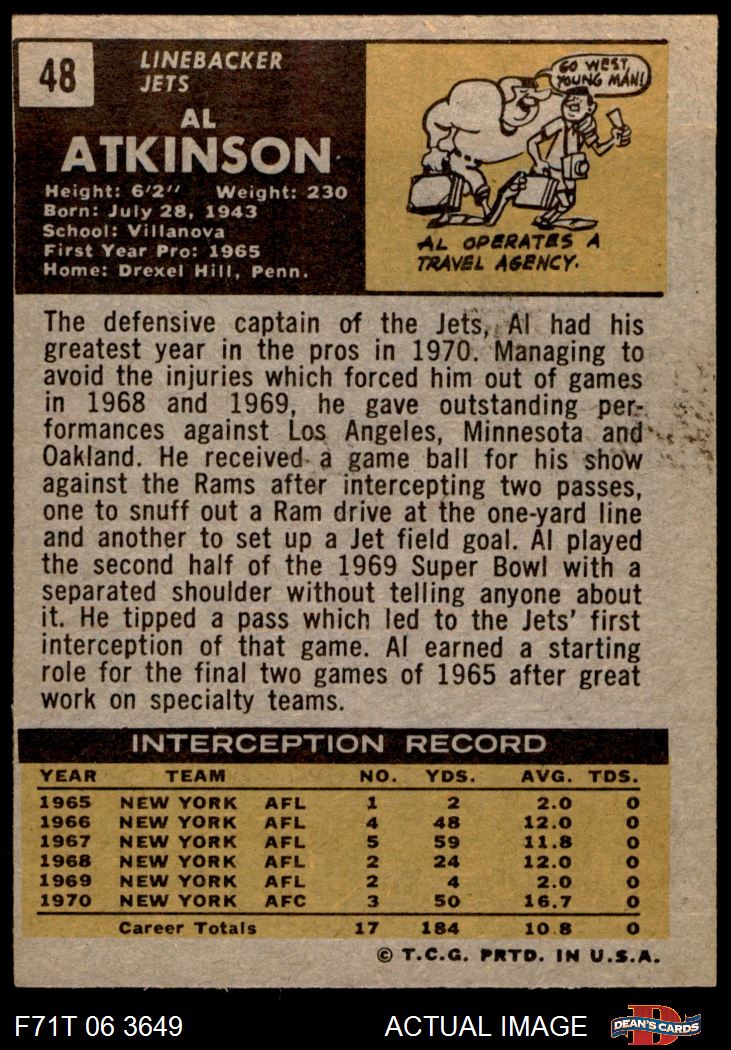 48
LINEBACKER
JETS
AL
ATKINSON
Height: 6'2" Weight: 230
Born: July 28, 1943
School: Villanova
First Year Pro: 1965
Home: Drexel Hill, Penn.
GO WEST,
YOUNG MAN!
AL OPERATES A
TRAVEL AGENCY.
The defensive captain of the Jets, Al had his
greatest year in the pros in 1970. Managing to
avoid the injuries which forced him out of games
in 1968 and 1969, he gave outstanding per-
formances against Los Angeles, Minnesota and
Oakland. He received a game ball for his show
against the Rams after intercepting two passes,
one to snuff out a Ram drive at the one-yard line
and another to set up a Jet field goal. Al played
the second half of the 1969 Super Bowl with a
separated shoulder without telling anyone about
it. He tipped a pass which led to the Jets' first
interception of that game. Al earned a starting
role for the final two games of 1965 after great
work on specialty teams.
INTERCEPTION RECORD
YEAR TEAM NO. YDS. AVG. TDS.
1965 NEW YORK AFL 1 2 2.0 0
1966 NEW YORK AFL 4 48 12.0 0
1967 NEW YORK AFL 5 59 11.8 0
1968 NEW YORK AFL 2 24 12.0 0
1969 NEW YORK AFL 2 4 2.0 0
1970 NEW YORK AFC 3 50 16.7 0
Career Totals 17 184 10.8 0
© T.C.G. PRTD. IN U.S.A.
F71T 06 3649 ACTUAL IMAGE D DEAN'S CARDS